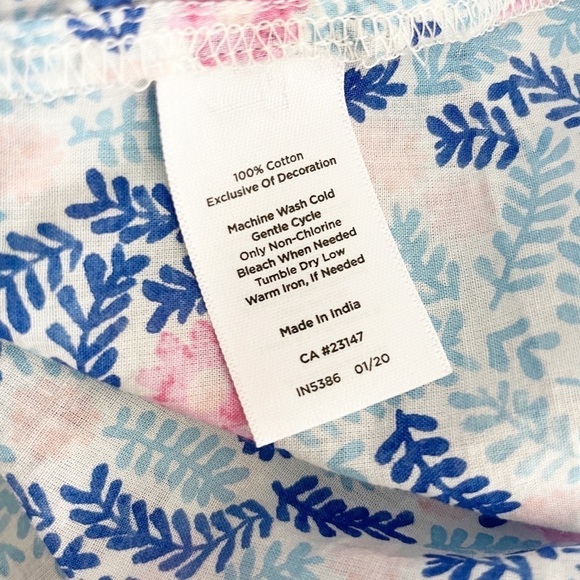 100% Cotton
Exclusive Of Decoration
Machine Wash Cold
Gentle Cycle
Only Non-Chlorine
Bleach When Needed
Tumble Dry Low
Warm Iron, If Needed
Made In India
CA #23147
IN5386 01/20